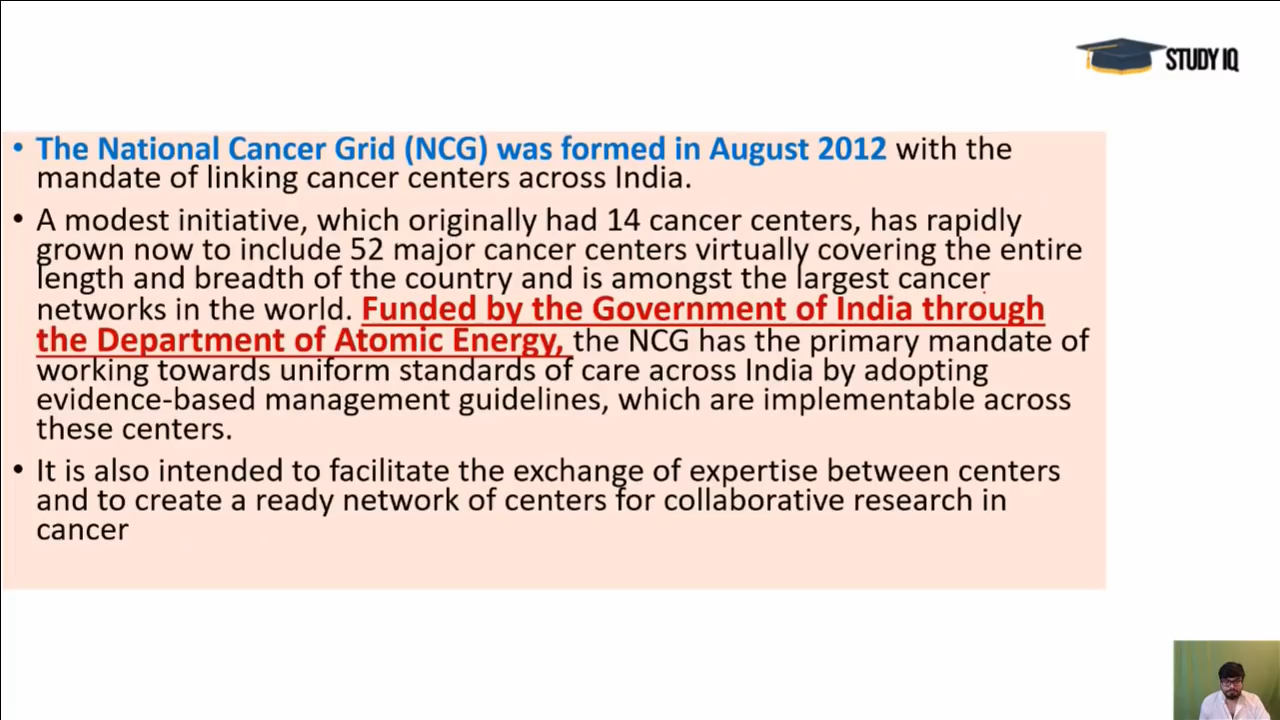 STUDY IQ
• The National Cancer Grid (NCG) was formed in August 2012 with the
mandate of linking cancer centers across India.
• A modest initiative, which originally had 14 cancer centers, has rapidly
grown now to include 52 major cancer centers virtually covering the entire
length and breadth of the country and is amongst the largest cancer
networks in the world. Funded by the Government of India through
the Department of Atomic Energy, the NCG has the primary mandate of
working towards uniform standards of care across India by adopting
evidence-based management guidelines, which are implementable across
these centers.
• It is also intended to facilitate the exchange of expertise between centers
and to create a ready network of centers for collaborative research in
cancer